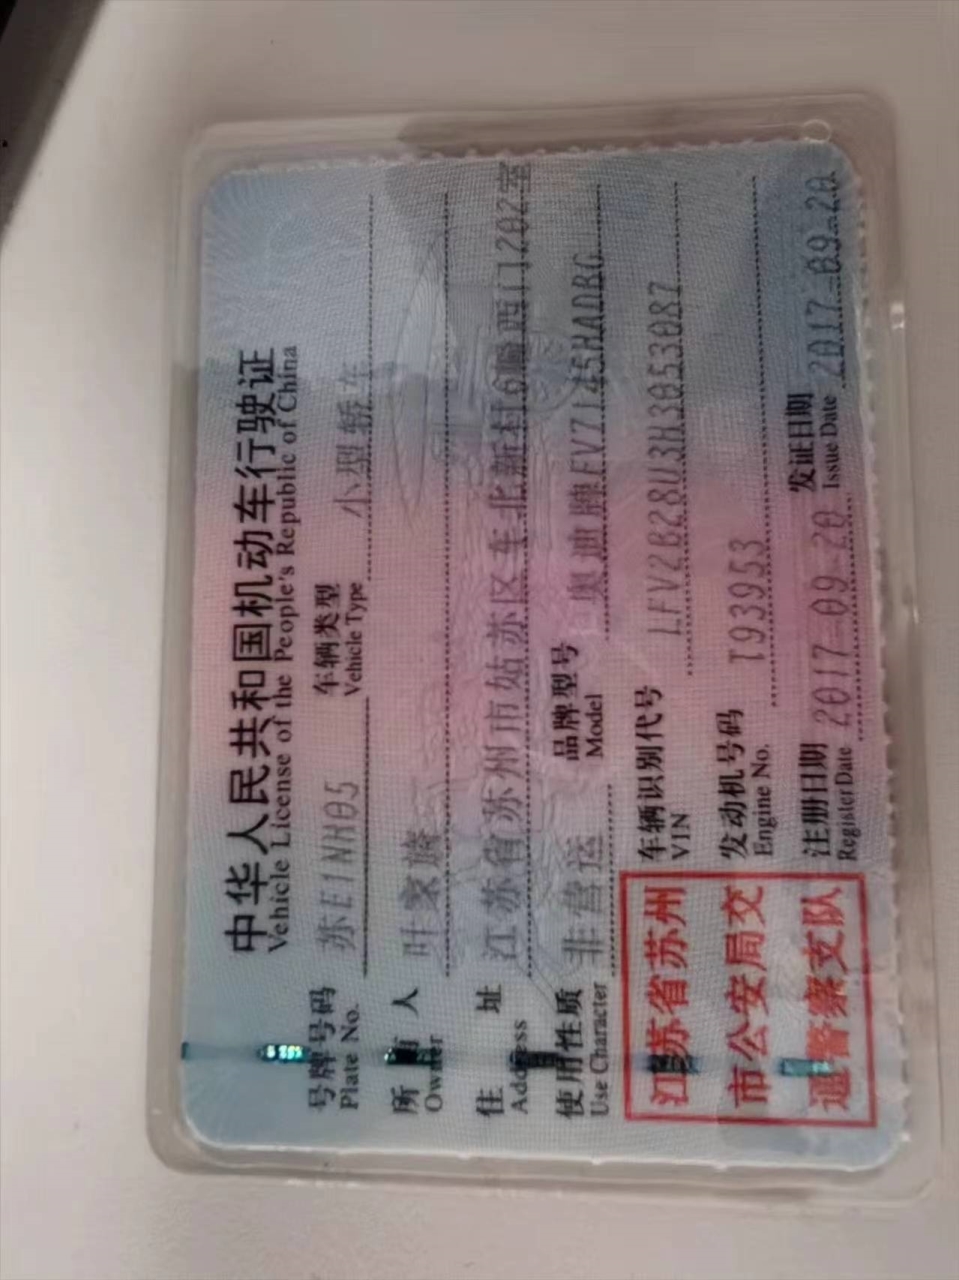 中华人民共和国机动车行驶证
Vehicle License of the People's Republic of China
号牌号码 苏E1NH05 车辆类型 小型轿车
Plate No. Vehicle Type
所有人 叶家
Owner
住址 江苏省苏州市姑苏区车北新村6幢西门202室
Address
使用性质 非营运 品牌型号 奥迪牌FV7145HADBG
Use Character Model
江苏省苏州
市公安局交
通警察支队
车辆识别代号 LFV2B28U3H3053087
VIN
发动机号码 I93953
Engine No.
注册日期 2017-09-20 发证日期 2017-09-20
Register Date Issue Date